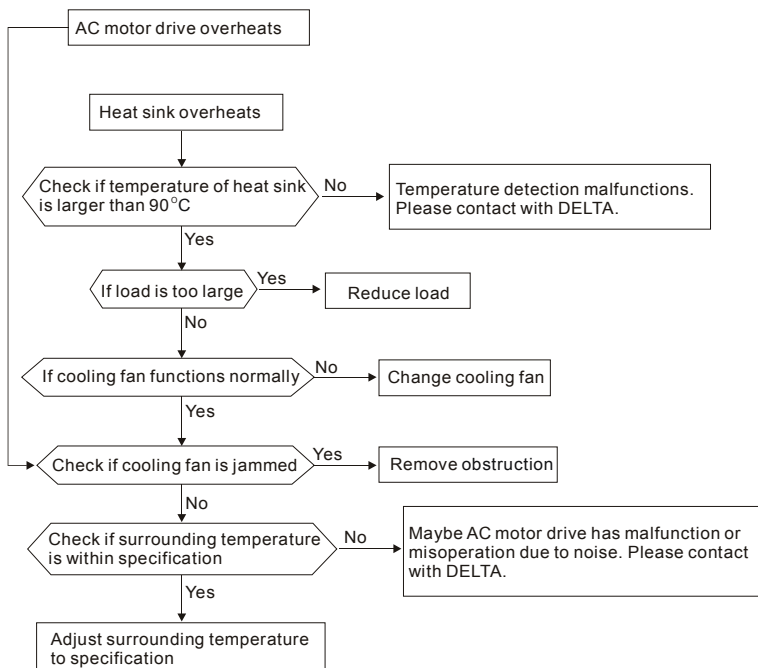 AC motor drive overheats
Heat sink overheats
Check if temperature of heat sink
is larger than 90°C
No
Temperature detection malfunctions.
Please contact with DELTA.
Yes
If load is too large
Yes
Reduce load
No
If cooling fan functions normally
No
Change cooling fan
Yes
Check if cooling fan is jammed
Yes
Remove obstruction
No
Check if surrounding temperature
is within specification
No
Maybe AC motor drive has malfunction or
misoperation due to noise. Please contact
with DELTA.
Yes
Adjust surrounding temperature
to specification